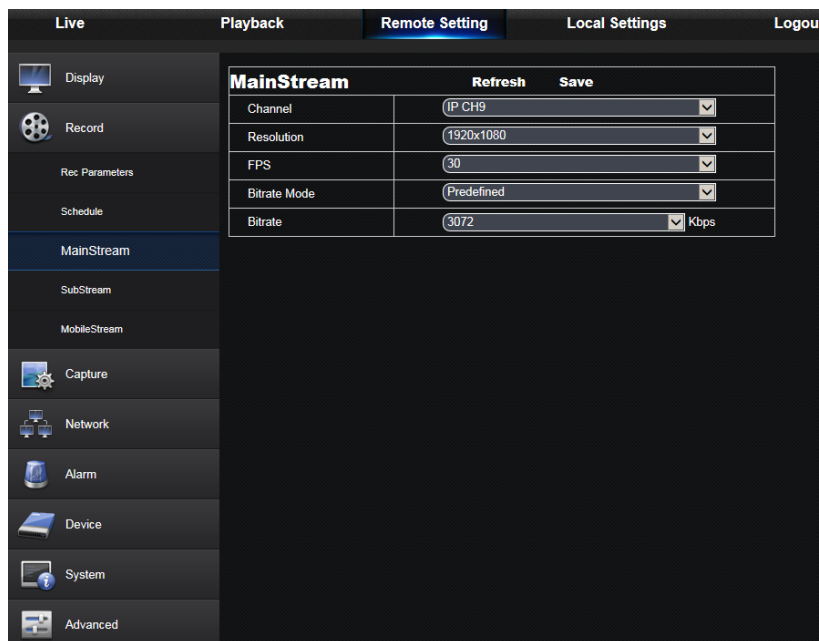 Live Playback Remote Setting Local Settings Logou
Display
Record
Rec Parameters
Schedule
MainStream
SubStream
MobileStream
Capture
Network
Alarm
Device
System
Advanced
MainStream Refresh Save
Channel IP CH9
Resolution 1920x1080
FPS 30
Bitrate Mode Predefined
Bitrate 3072 Kbps